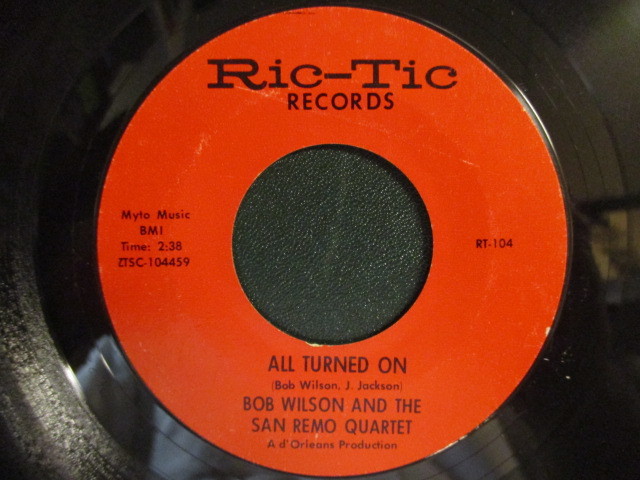 Ric-Tic
RECORDS
Myto Music
BMI
Time: 2:38
ZTSC-104459
RT-104
ALL TURNED ON
(Bob Wilson, J. Jackson)
BOB WILSON AND THE
SAN REMO QUARTET
A d'Orleans Production